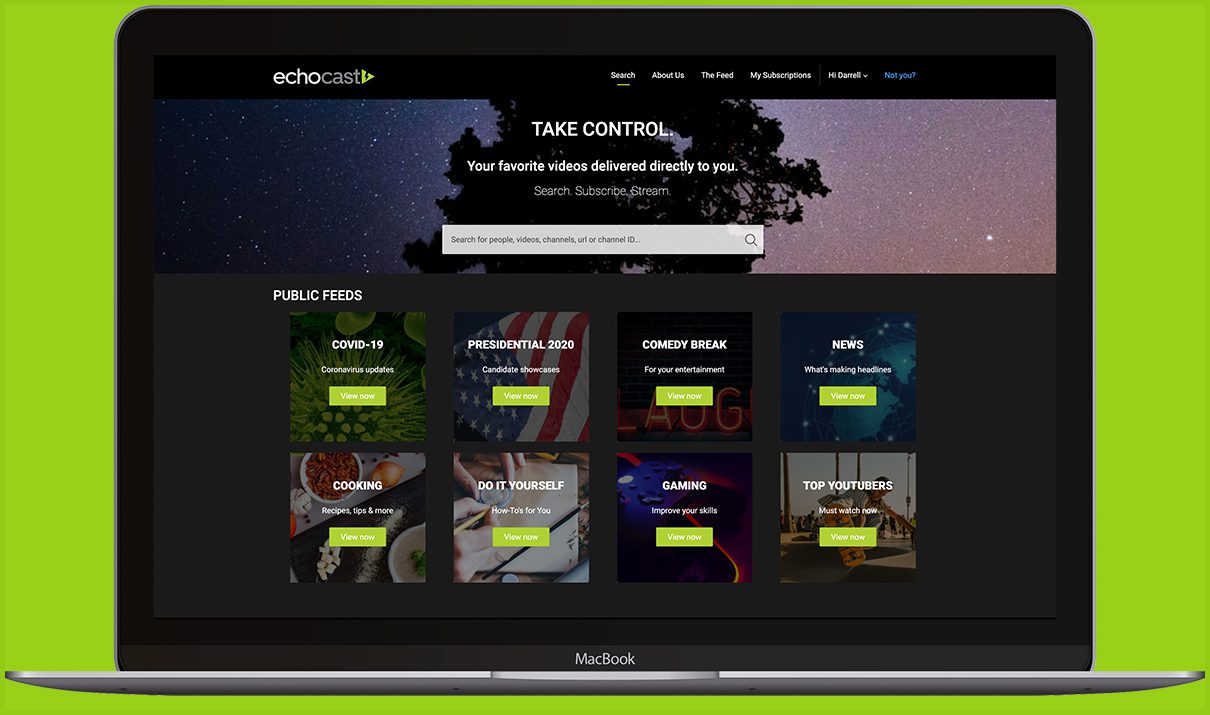 echocast
Search About Us The Feed My Subscriptions Hi Darrell Not you?
TAKE CONTROL.
Your favorite videos delivered directly to you.
Search. Subscribe. Stream.
Search for people, videos, channels, url or channel ID...
PUBLIC FEEDS
COVID-19 PRESIDENTIAL 2020 COMEDY BREAK NEWS
Coronavirus updates Candidate showcases For your entertainment What's making headlines
View now View now View now View now
LAUG
COOKING DO IT YOURSELF GAMING TOP YOUTUBERS
Recipes, tips & more How-To's for You Improve your skills Must watch now
View now View now View now View now
MacBook